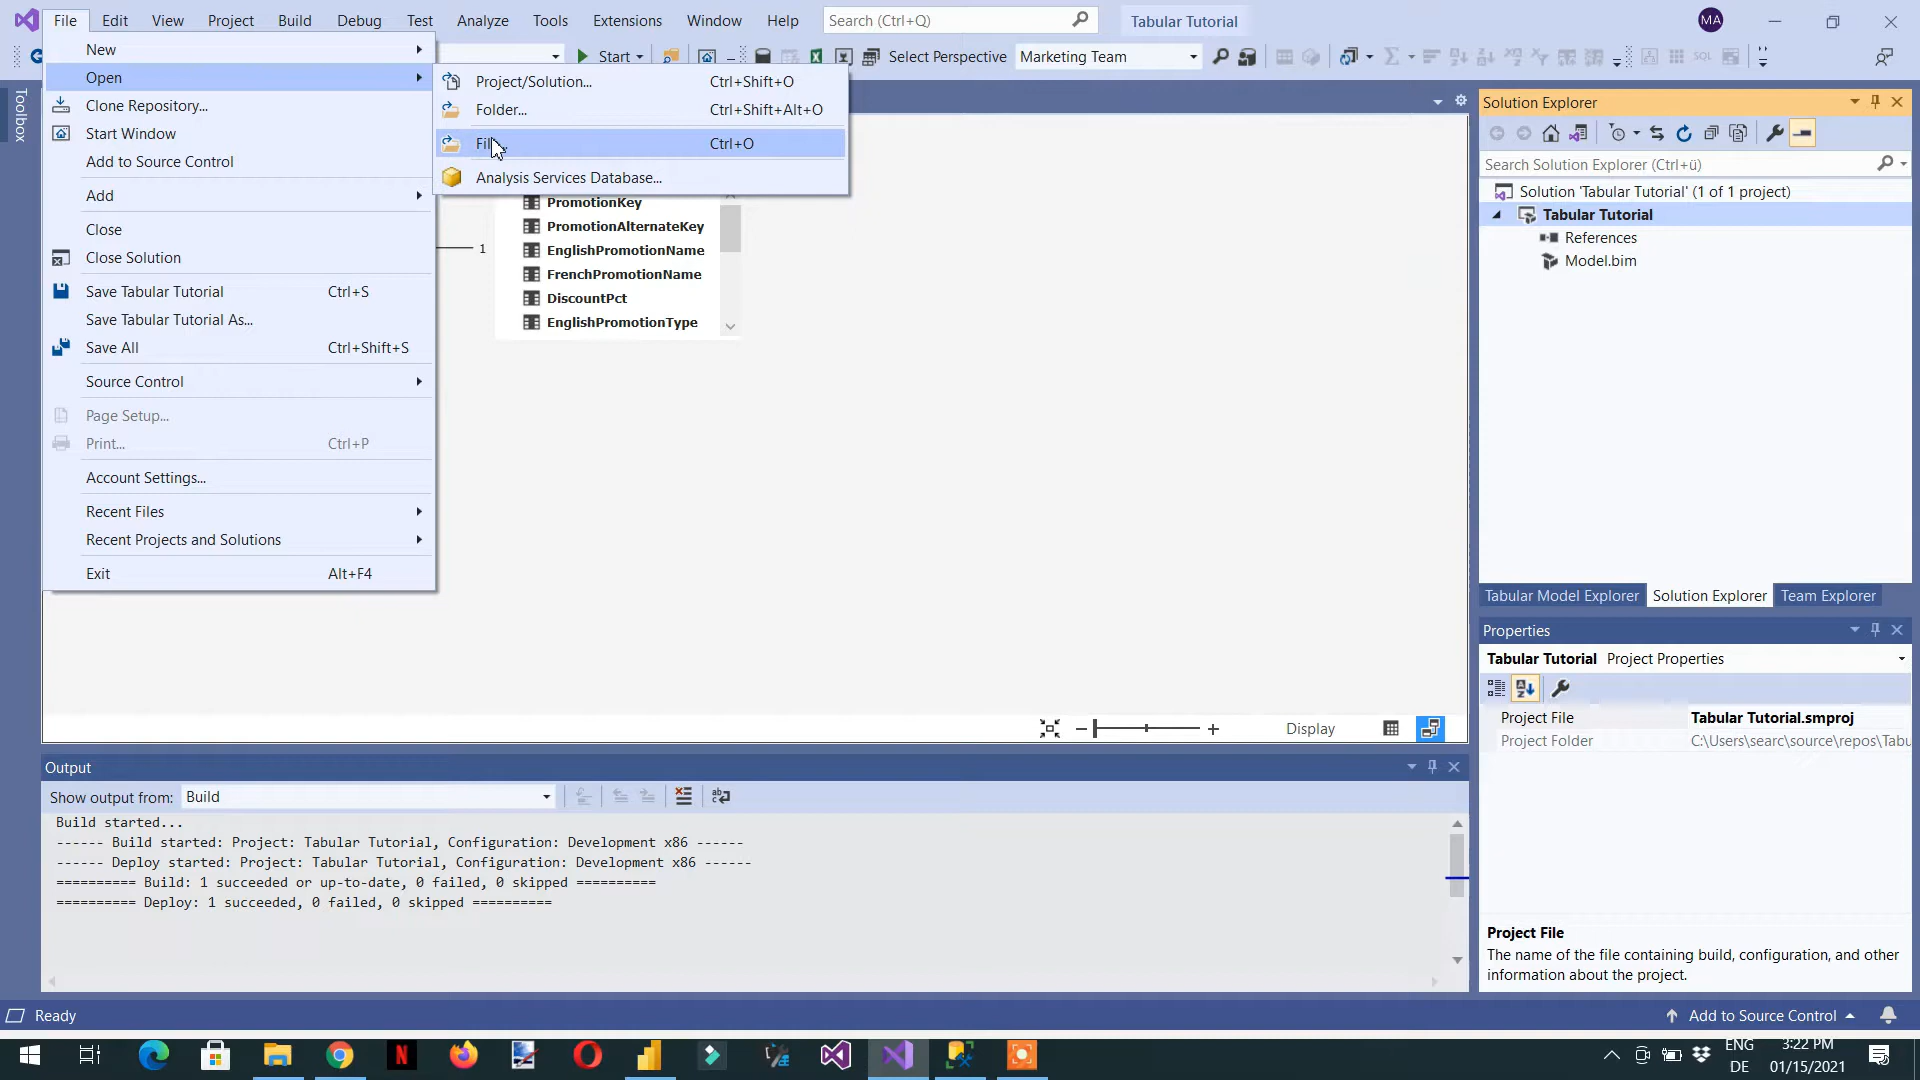 File Edit View Project Build Debug Test Analyze Tools Extensions Window Help Search (Ctrl+Q) Tabular Tutorial MA
Start Select Perspective Marketing Team
Toolbox
New
Open
Clone Repository...
Start Window
Add to Source Control
Add
Close
Close Solution
Save Tabular Tutorial Ctrl+S
Save Tabular Tutorial As...
Save All Ctrl+Shift+S
Source Control
Page Setup...
Print... Ctrl+P
Account Settings...
Recent Files
Recent Projects and Solutions
Exit Alt+F4
Project/Solution... Ctrl+Shift+O
Folder... Ctrl+Shift+Alt+O
Ctrl+O
Analysis Services Database...
PromotionKey
PromotionAlternateKey
1
EnglishPromotionName
FrenchPromotionName
DiscountPct
EnglishPromotionType
Display
Solution Explorer
Search Solution Explorer (Ctrl+ü)
Solution 'Tabular Tutorial' (1 of 1 project)
Tabular Tutorial
References
Model.bim
Tabular Model Explorer Solution Explorer Team Explorer
Properties
Tabular Tutorial Project Properties
Project File Tabular Tutorial.smproj
Project Folder C:\Users\searc\source\repos\Tabu
Project File
The name of the file containing build, configuration, and other
information about the project.
Output
Show output from: Build
Build started...
------ Build started: Project: Tabular Tutorial, Configuration: Development x86 ------
------ Deploy started: Project: Tabular Tutorial, Configuration: Development x86 ------
========== Build: 1 succeeded or up-to-date, 0 failed, 0 skipped ==========
========== Deploy: 1 succeeded, 0 failed, 0 skipped ==========
Ready
Add to Source Control
ENG
DE
3:22 PM
01/15/2021